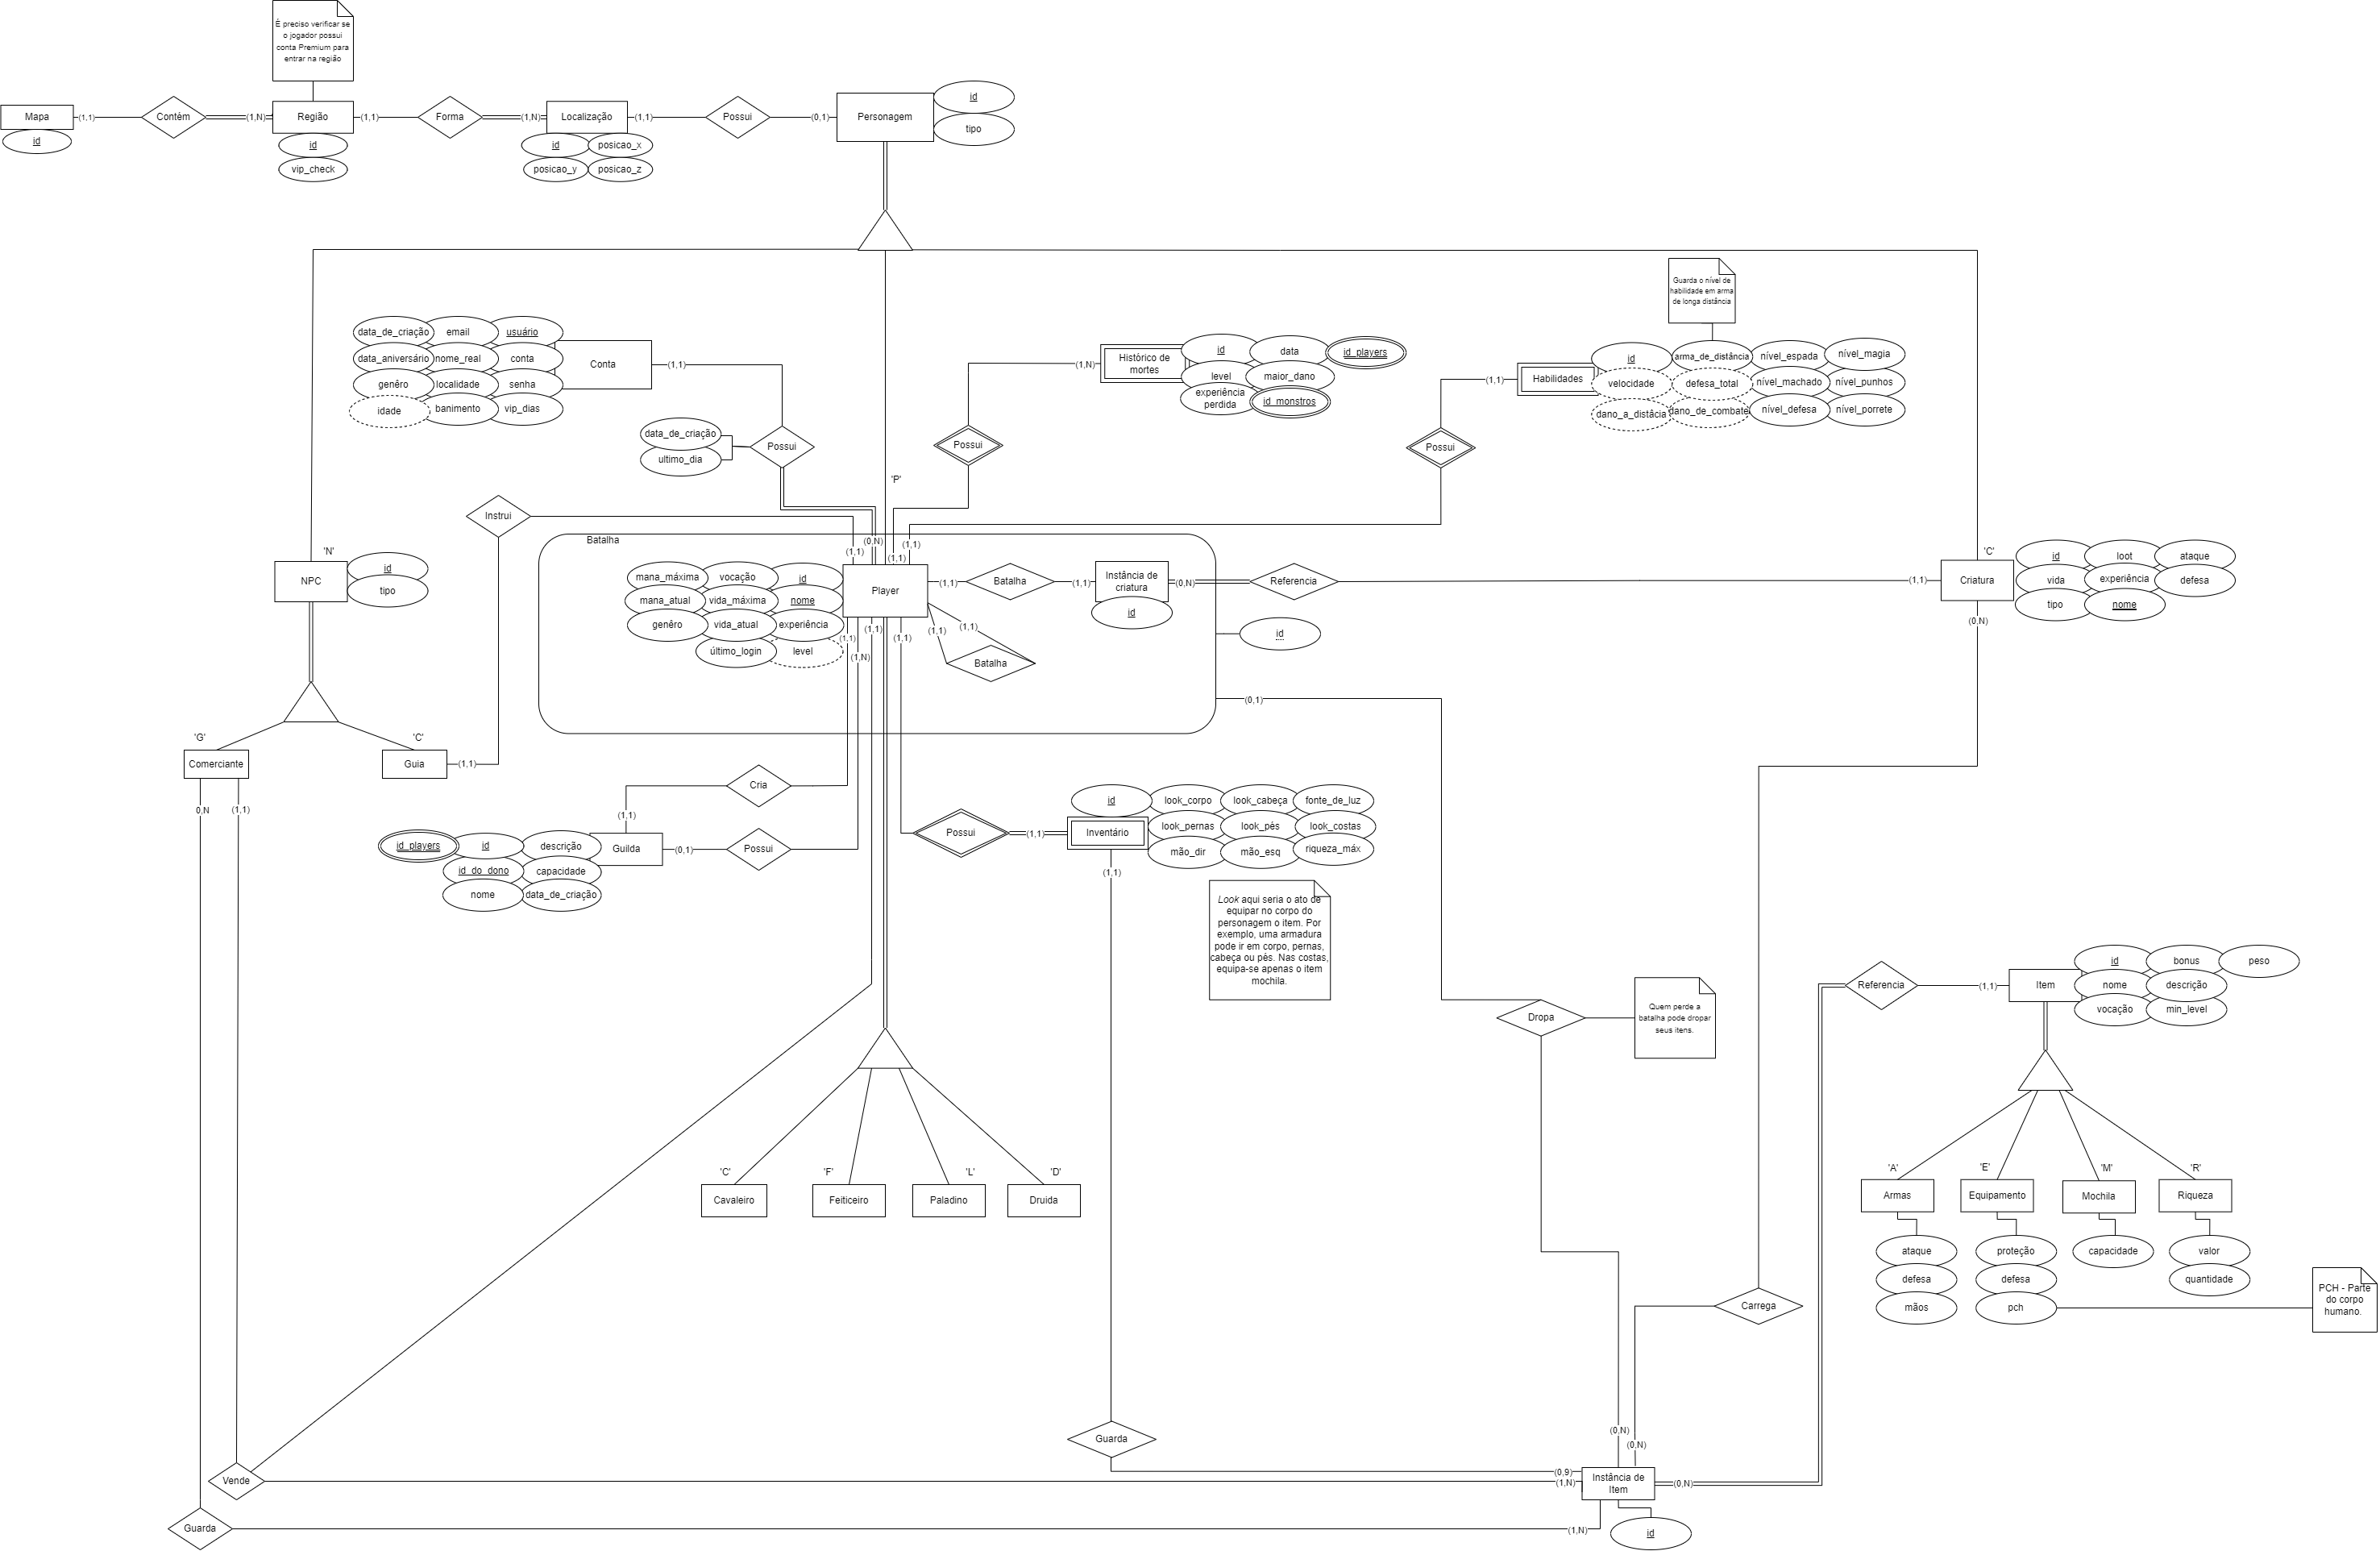 É preciso verificar se
o jogador possui
conta Premium para
entrar na região
Mapa
(1,1)
Contém
(1,N)
Região
(1,1)
Forma
(1,N)
Localização
(1,1)
Possui
(0,1)
Personagem
id
tipo
id
id
vip_check
id
posicao_x
posicao_y
posicao_z
Guarda o nível de
habilidade em arma
de longa distância
data_de_criação
email
usuário
data_aniversário
nome_real
conta
genêro
localidade
senha
idade
banimento
vip_dias
Conta
(1,1)
data_de_criação
ultimo_dia
Possui
(1,N)
Histórico de
mortes
id
data
id_players
level
maior_dano
experiência
perdida
id_monstros
Possui
(1,1)
Habilidades
id
arma_de_distância
nível_espada
nível_magia
velocidade
defesa_total
nível_machado
nível_punhos
dano_a_distâcia
dano_de_combate
nível_defesa
nível_porrete
Possui
'P'
Instrui
(1,1)
(0,N)
(1,1)
(1,1)
Batalha
'N'
NPC
id
tipo
mana_máxima
vocação
id
mana_atual
vida_máxima
nome
genêro
vida_atual
experiência
último_login
level
Player
(1,1)
Batalha
(1,1)
Instância de
criatura
id
(0,N)
Referencia
(1,1)
'C'
Criatura
id
loot
ataque
vida
experiência
defesa
tipo
nome
(0,N)
(1,1)
(1,1)
(1,1)
(1,1)
(1,1)
(1,N)
Batalha
id
(0,1)
'G'
'C'
Comerciante
Guia
(1,1)
0,N
(1,1)
Cria
(1,1)
id_players
id
descrição
id_do_dono
capacidade
nome
data_de_criação
Guilda
(0,1)
Possui
Possui
(1,1)
Inventário
id
look_corpo
look_cabeça
fonte_de_luz
look_pernas
look_pés
look_costas
mão_dir
mão_esq
riqueza_máx
(1,1)
Look aqui seria o ato de
equipar no corpo do
personagem o item. Por
exemplo, uma armadura
pode ir em corpo, pernas,
cabeça ou pés. Nas costas,
equipa-se apenas o item
mochila.
Dropa
Quem perde a
batalha pode dropar
seus itens.
Referencia
(1,1)
Item
id
bonus
peso
nome
descrição
vocação
min_level
'C'
'F'
'L'
'D'
Cavaleiro
Feiticeiro
Paladino
Druida
'A'
'E'
'M'
'R'
Armas
Equipamento
Mochila
Riqueza
ataque
proteção
capacidade
valor
defesa
defesa
quantidade
mãos
pch
PCH - Parte
do corpo
humano.
Carrega
Guarda
(0,N)
(0,N)
(0,9)
Vende
(1,N)
Instância de
Item
(0,N)
Guarda
(1,N)
id